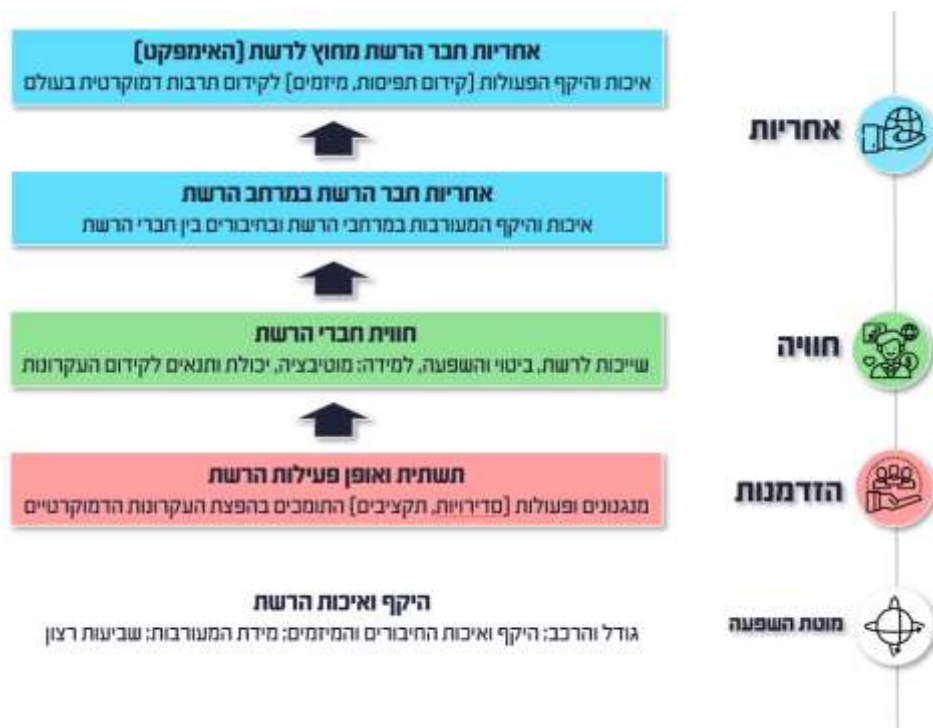 אחריות חבר הרשת מחוץ לרשת (האימפקט)
איכות והיקף הפעולות (קידום תפיסות, מיזמים) לקידום תרבות דמוקרטית בעולם
אחריות
אחריות חבר הרשת במרחב הרשת
איכות והיקף המעורבות במרחבי הרשת ובחיבורים בין חברי הרשת
חווית חברי הרשת
שייכות לרשת, ביטוי והשפעה, למידה: מוטיבציה, יכולת ותנאים לקידום העקרונות
חוויה
תשתית ואופן פעילות הרשת
מנגנונים ופעולות (סדירויות, תקציבים) התומכים בהפצת העקרונות הדמוקרטיים
הזדמנות
היקף ואיכות הרשת
גודל והרכב: היקף ואיכות החיבורים והמיזמים: מידת המעורבות: שביעות רצון
מוטת השפעה